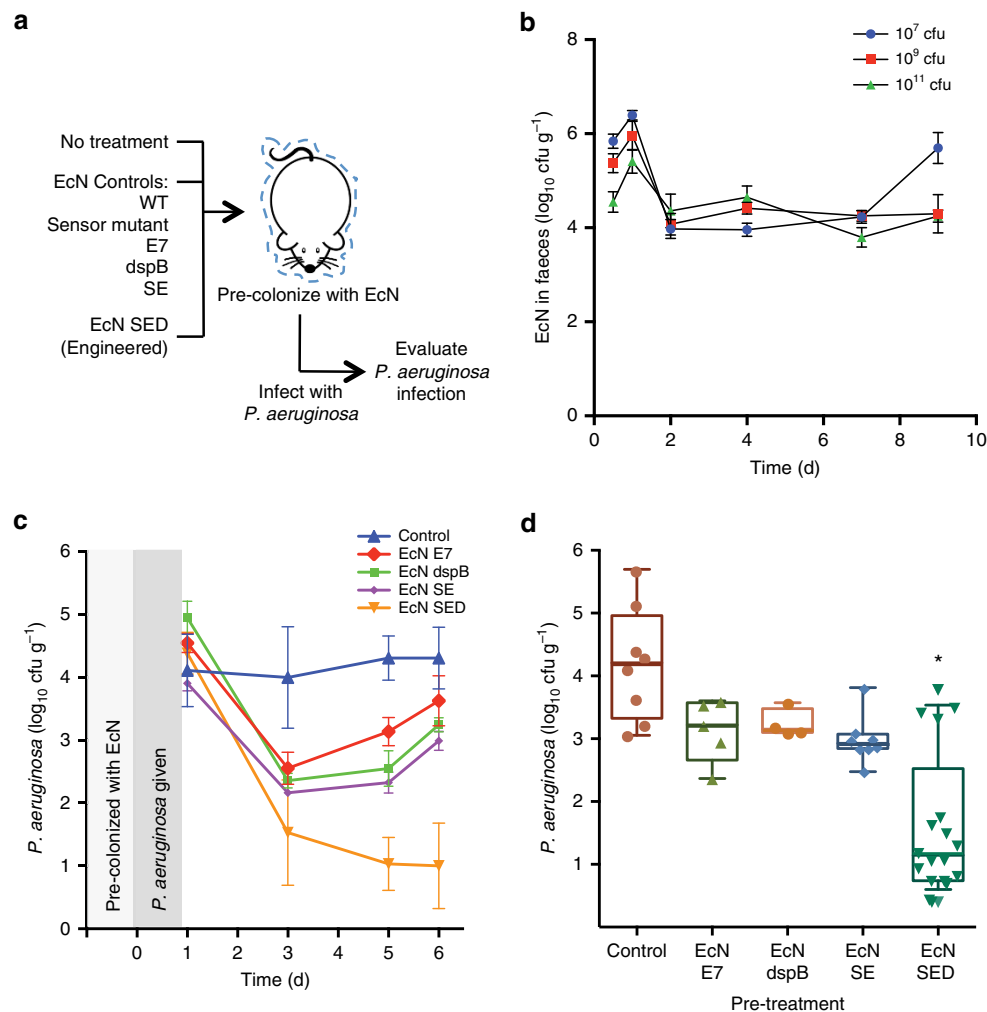 a
No treatment
EcN Controls:
WT
Sensor mutant
E7
dspB
SE
EcN SED
(Engineered)
Pre-colonize with EcN
Infect with
P. aeruginosa
Evaluate
P. aeruginosa
infection
b
10⁷ cfu
10⁹ cfu
10¹¹ cfu
EcN in faeces (log₁₀ cfu g⁻¹)
8
6
4
2
0
0 2 4 6 8 10
Time (d)
c
Control
EcN E7
EcN dspB
EcN SE
EcN SED
P. aeruginosa (log₁₀ cfu g⁻¹)
6
5
4
3
2
1
0
Pre-colonized with EcN
P. aeruginosa given
0 1 2 3 4 5 6
Time (d)
d
P. aeruginosa (log₁₀ cfu g⁻¹)
6
5
4
3
2
1
*
Control EcN EcN EcN EcN
E7 dspB SE SED
Pre-treatment